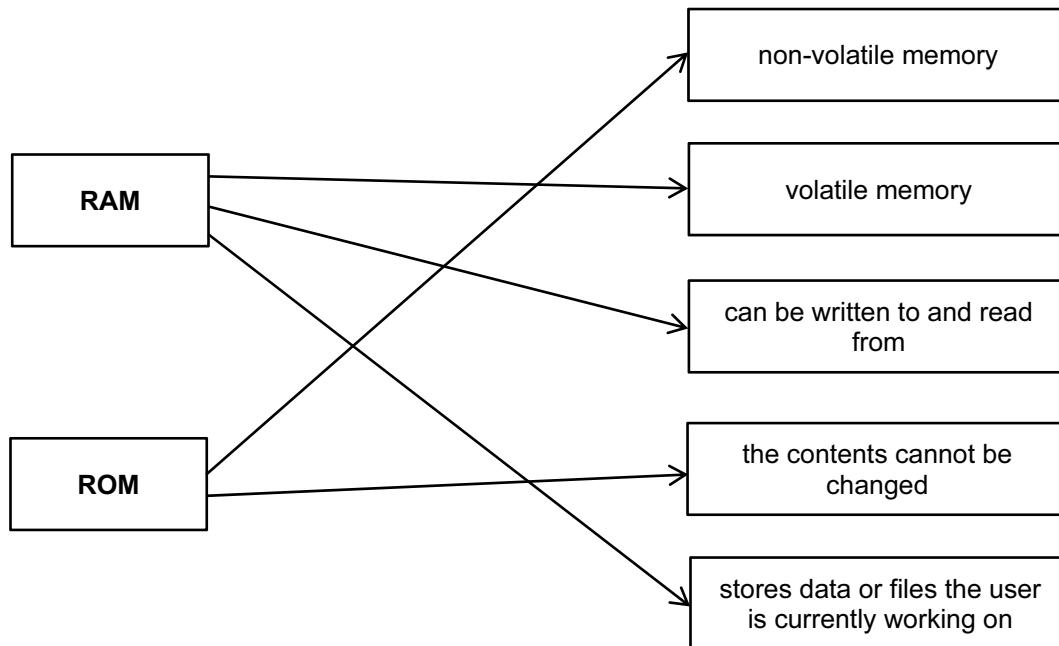 non-volatile memory
RAM
volatile memory
can be written to and read
from
ROM
the contents cannot be
changed
stores data or files the user
is currently working on